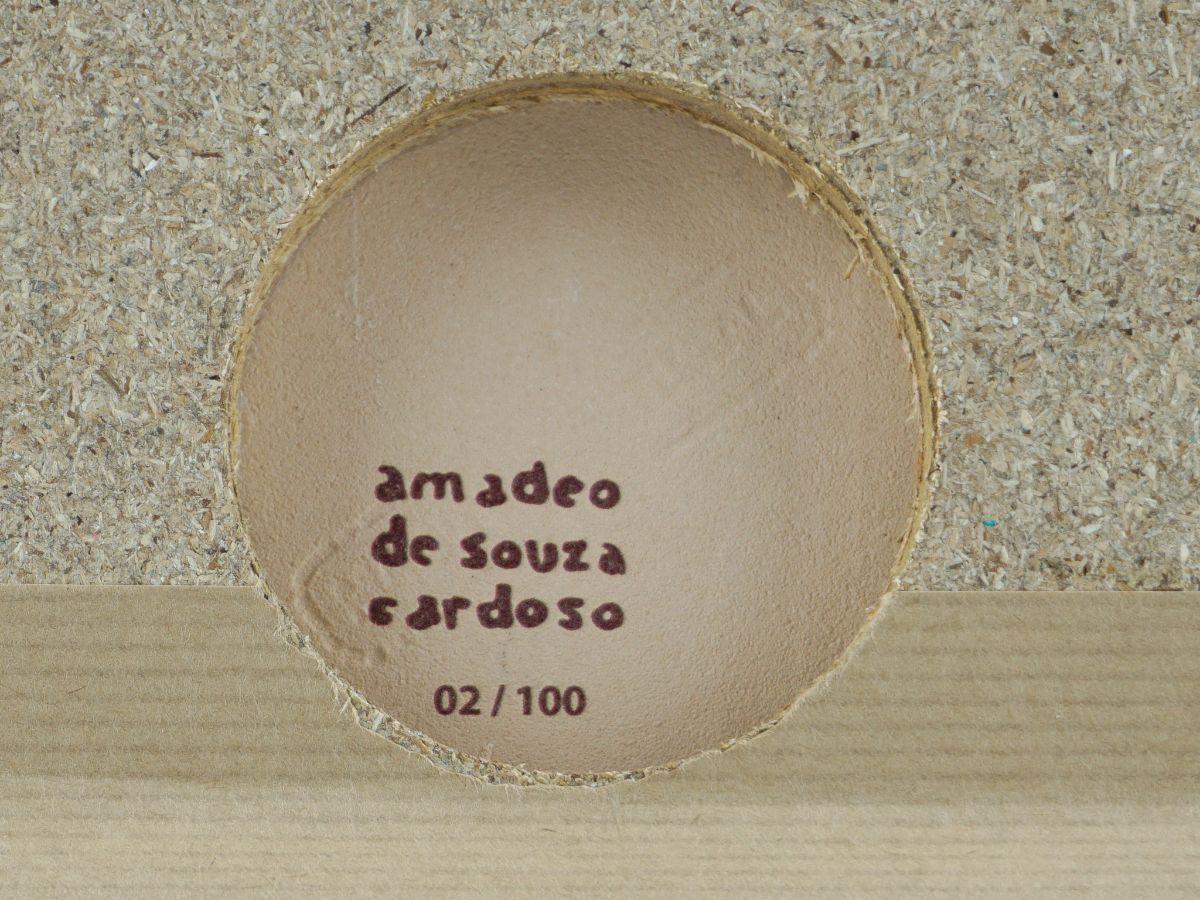 amadeo
de souza
cardoso
02 / 100